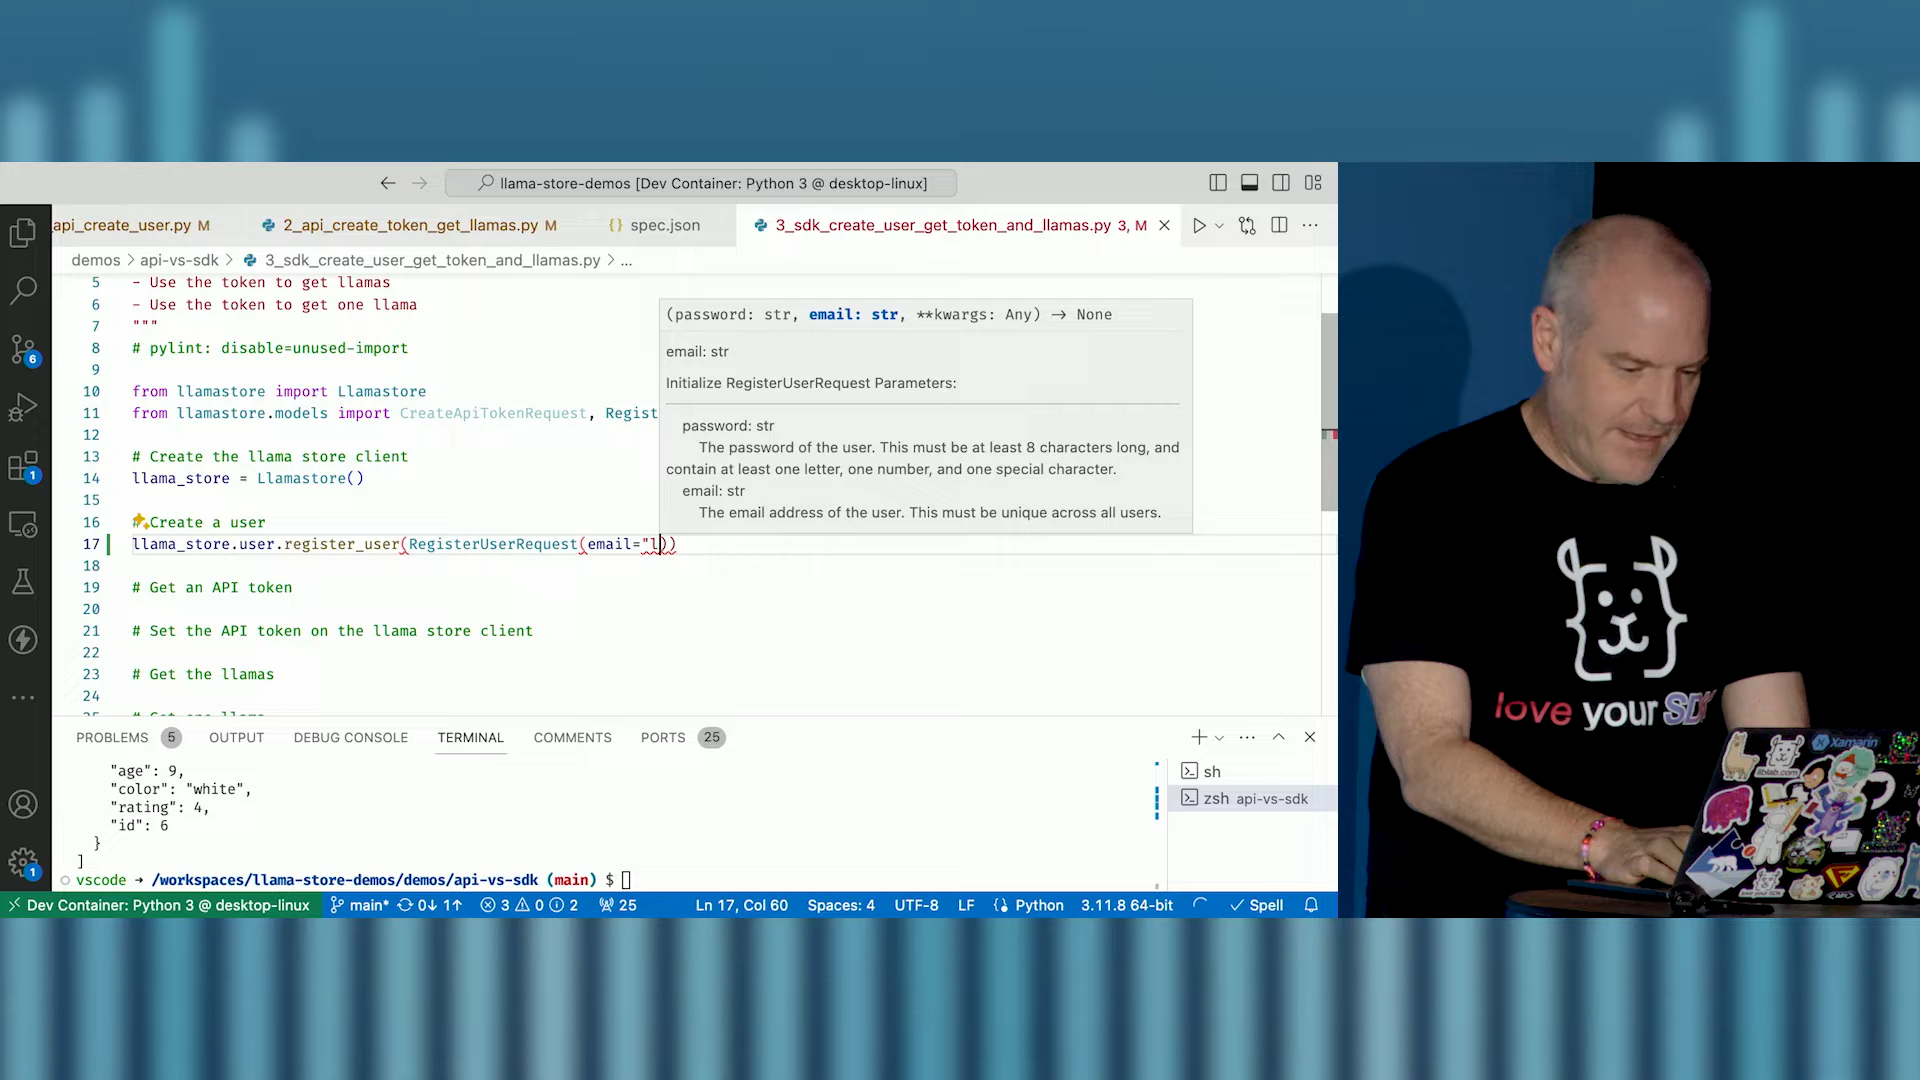 llama-store-demos [Dev Container: Python 3 @ desktop-linux]
api_create_user.py M
2_api_create_token_get_llamas.py M
{} spec.json
3_sdk_create_user_get_token_and_llamas.py 3, M
demos > api-vs-sdk > 3_sdk_create_user_get_token_and_llamas.py > ...
5 - Use the token to get llamas
6 - Use the token to get one llama
7 """
8 # pylint: disable=unused-import
9
10 from llamastore import Llamastore
11 from llamastore.models import CreateApiTokenRequest, Regist
12
13 # Create the llama store client
14 llama_store = Llamastore()
15
16 # Create a user
17 llama_store.user.register_user(RegisterUserRequest(email="l))
18
19 # Get an API token
20
21 # Set the API token on the llama store client
22
23 # Get the llamas
24
(password: str, email: str, **kwargs: Any) -> None
email: str
Initialize RegisterUserRequest Parameters:
password: str
The password of the user. This must be at least 8 characters long, and
contain at least one letter, one number, and one special character.
email: str
The email address of the user. This must be unique across all users.
6
1
1
PROBLEMS 5 OUTPUT DEBUG CONSOLE TERMINAL COMMENTS PORTS 25
"age": 9,
"color": "white",
"rating": 4,
"id": 6
}
]
vscode → /workspaces/llama-store-demos/demos/api-vs-sdk (main) $
sh
zsh api-vs-sdk
Dev Container: Python 3 @ desktop-linux main* 0↓ 1↑ 3 0 2 25 Ln 17, Col 60 Spaces: 4 UTF-8 LF Python 3.11.8 64-bit Spell
love your SD
Xamarin
liblab.com